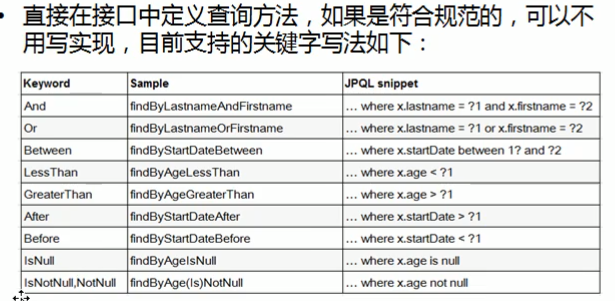 • 直接在接口中定义查询方法，如果是符合规范的，可以不
用写实现，目前支持的关键字写法如下：
Keyword Sample JPQL snippet
And findByLastnameAndFirstname … where x.lastname = ?1 and x.firstname = ?2
Or findByLastnameOrFirstname … where x.lastname = ?1 or x.firstname = ?2
Between findByStartDateBetween … where x.startDate between 1? and ?2
LessThan findByAgeLessThan … where x.age < ?1
GreaterThan findByAgeGreaterThan … where x.age > ?1
After findByStartDateAfter … where x.startDate > ?1
Before findByStartDateBefore … where x.startDate < ?1
IsNull findByAgeIsNull … where x.age is null
IsNotNull,NotNull findByAge(Is)NotNull … where x.age not null